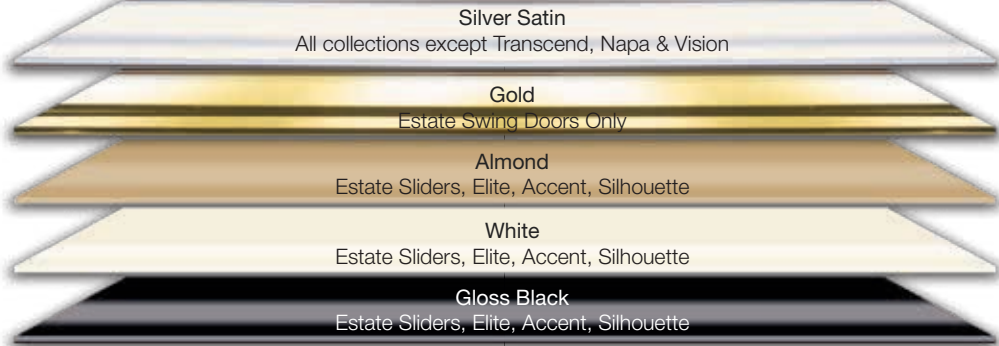 Silver Satin
All collections except Transcend, Napa & Vision
Gold
Estate Swing Doors Only
Almond
Estate Sliders, Elite, Accent, Silhouette
White
Estate Sliders, Elite, Accent, Silhouette
Gloss Black
Estate Sliders, Elite, Accent, Silhouette